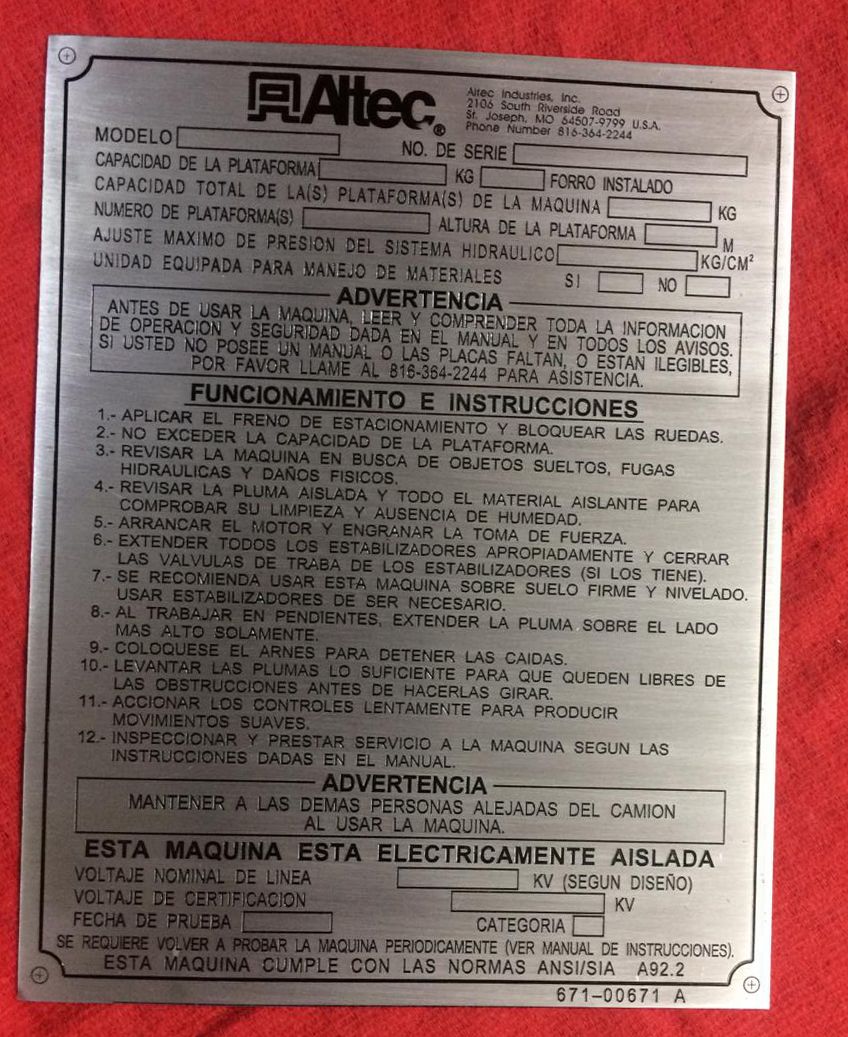 Altec®
Altec Industries, Inc.
2106 South Riverside Road
St. Joseph, MO 64507-9799 U.S.A.
Phone Number 816-364-2244
MODELO NO. DE SERIE
CAPACIDAD DE LA PLATAFORMA KG FORRO INSTALADO
CAPACIDAD TOTAL DE LA(S) PLATAFORMA(S) DE LA MAQUINA KG
NUMERO DE PLATAFORMA(S) ALTURA DE LA PLATAFORMA M
AJUSTE MAXIMO DE PRESION DEL SISTEMA HIDRAULICO KG/CM²
UNIDAD EQUIPADA PARA MANEJO DE MATERIALES SI NO
ADVERTENCIA
ANTES DE USAR LA MAQUINA, LEER Y COMPRENDER TODA LA INFORMACION
DE OPERACION Y SEGURIDAD DADA EN EL MANUAL Y EN TODOS LOS AVISOS.
SI USTED NO POSEE UN MANUAL O LAS PLACAS FALTAN, O ESTAN ILEGIBLES,
POR FAVOR LLAME AL 816-364-2244 PARA ASISTENCIA.
FUNCIONAMIENTO E INSTRUCCIONES
1.- APLICAR EL FRENO DE ESTACIONAMIENTO Y BLOQUEAR LAS RUEDAS.
2.- NO EXCEDER LA CAPACIDAD DE LA PLATAFORMA.
3.- REVISAR LA MAQUINA EN BUSCA DE OBJETOS SUELTOS, FUGAS
HIDRAULICAS Y DAÑOS FISICOS.
4.- REVISAR LA PLUMA AISLADA Y TODO EL MATERIAL AISLANTE PARA
COMPROBAR SU LIMPIEZA Y AUSENCIA DE HUMEDAD.
5.- ARRANCAR EL MOTOR Y ENGRANAR LA TOMA DE FUERZA.
6.- EXTENDER TODOS LOS ESTABILIZADORES APROPIADAMENTE Y CERRAR
LAS VALVULAS DE TRABA DE LOS ESTABILIZADORES (SI LOS TIENE).
7.- SE RECOMIENDA USAR ESTA MAQUINA SOBRE SUELO FIRME Y NIVELADO.
USAR ESTABILIZADORES DE SER NECESARIO.
8.- AL TRABAJAR EN PENDIENTES, EXTENDER LA PLUMA SOBRE EL LADO
MAS ALTO SOLAMENTE.
9.- COLOQUESE EL ARNES PARA DETENER LAS CAIDAS.
10.- LEVANTAR LAS PLUMAS LO SUFICIENTE PARA QUE QUEDEN LIBRES DE
LAS OBSTRUCCIONES ANTES DE HACERLAS GIRAR.
11.- ACCIONAR LOS CONTROLES LENTAMENTE PARA PRODUCIR
MOVIMIENTOS SUAVES.
12.- INSPECCIONAR Y PRESTAR SERVICIO A LA MAQUINA SEGUN LAS
INSTRUCCIONES DADAS EN EL MANUAL.
ADVERTENCIA
MANTENER A LAS DEMAS PERSONAS ALEJADAS DEL CAMION
AL USAR LA MAQUINA.
ESTA MAQUINA ESTA ELECTRICAMENTE AISLADA
VOLTAJE NOMINAL DE LINEA KV (SEGUN DISEÑO)
VOLTAJE DE CERTIFICACION KV
FECHA DE PRUEBA CATEGORIA
SE REQUIERE VOLVER A PROBAR LA MAQUINA PERIODICAMENTE (VER MANUAL DE INSTRUCCIONES).
ESTA MAQUINA CUMPLE CON LAS NORMAS ANSI/SIA A92.2
671-00671 A